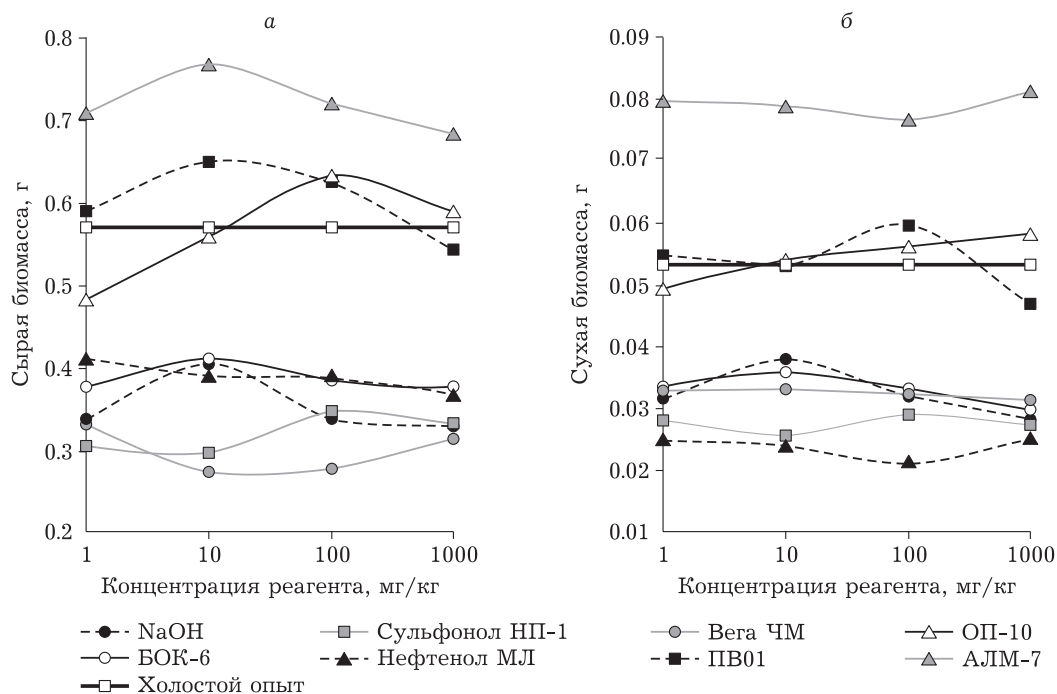 а
Сырая биомасса, г
0.8
0.7
0.6
0.5
0.4
0.3
0.2
1 10 100 1000
Концентрация реагента, мг/кг
б
Сухая биомасса, г
0.09
0.08
0.07
0.06
0.05
0.04
0.03
0.02
0.01
1 10 100 1000
Концентрация реагента, мг/кг
NaOH
БОК-6
Холостой опыт
Сульфонол НП-1
Нефтенол МЛ
Вега ЧМ
ПВ01
ОП-10
АЛМ-7